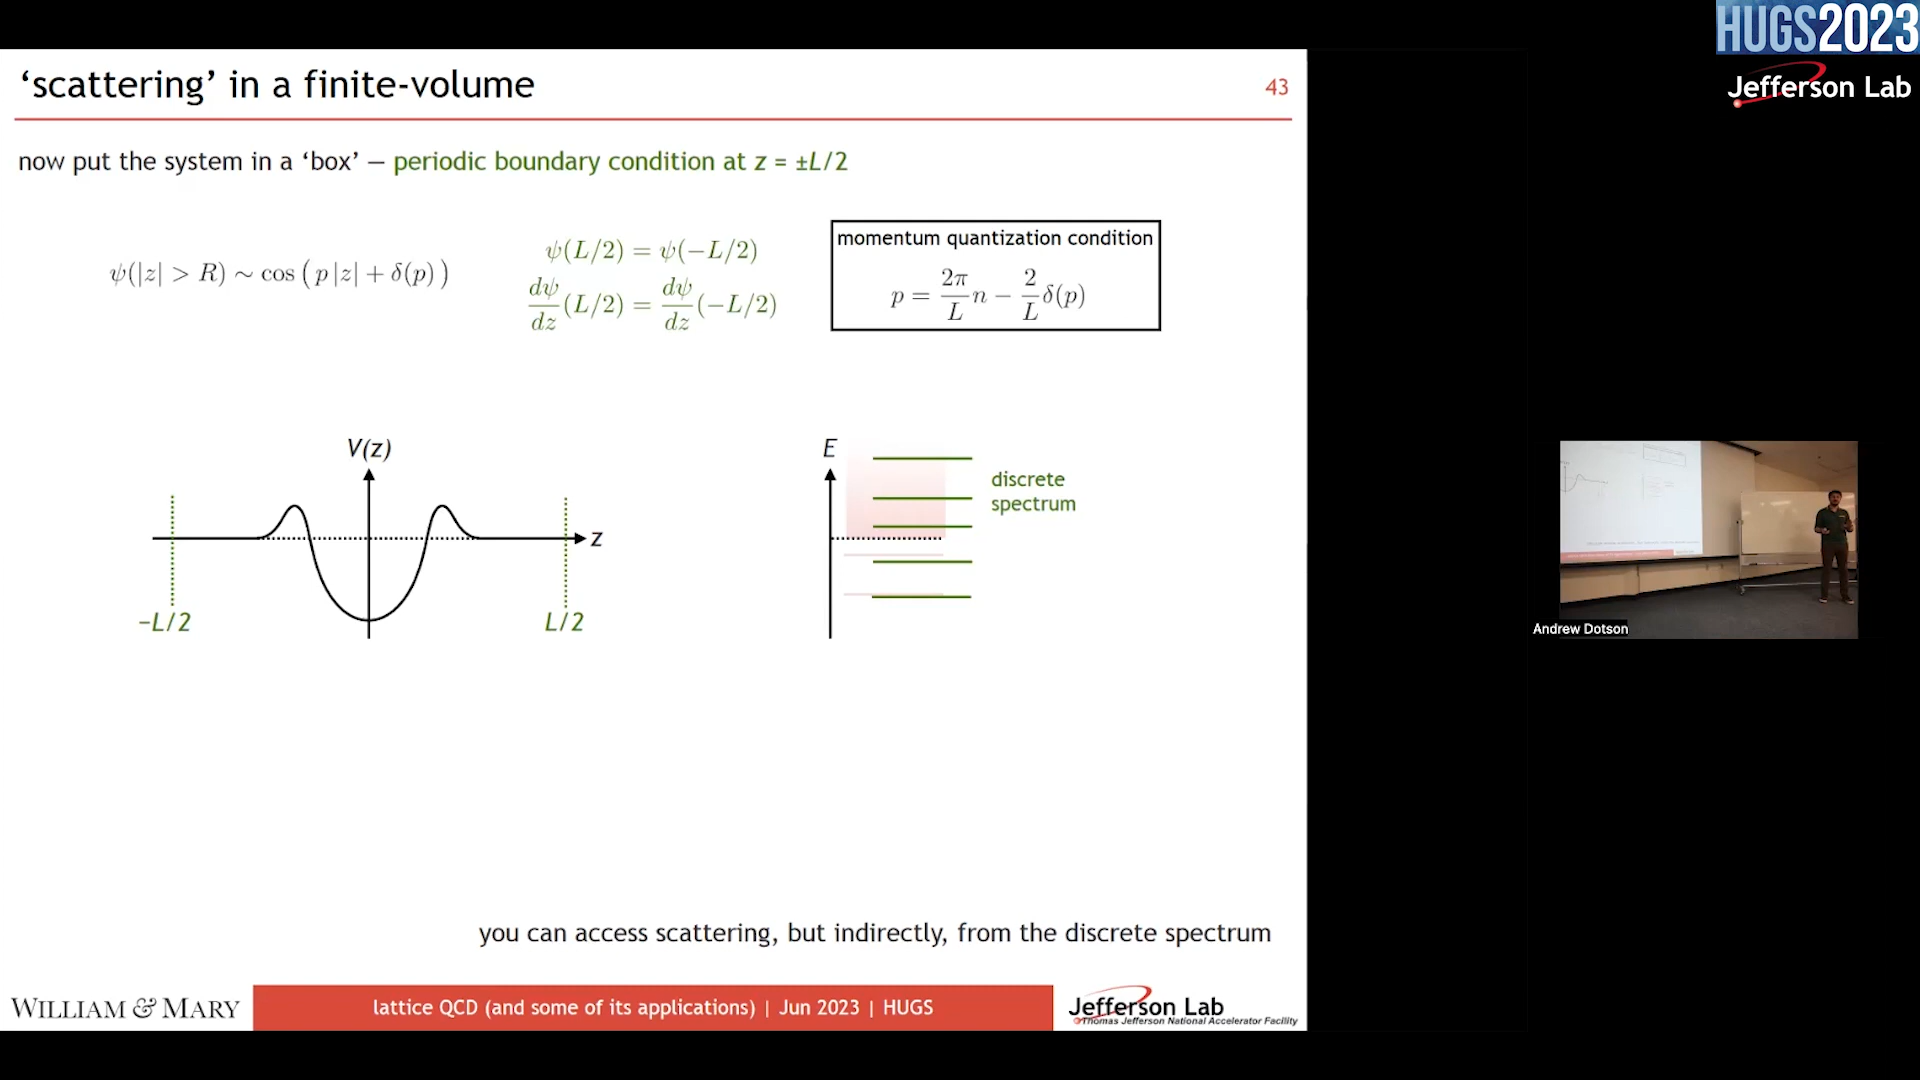 HUGS2023
Jefferson Lab
‘scattering’ in a finite-volume
43
now put the system in a ‘box’ — periodic boundary condition at z = ±L/2
ψ(|z| > R) ∼ cos ( p |z| + δ(p) )
ψ(L/2) = ψ(−L/2)
dψ/dz (L/2) = dψ/dz (−L/2)
momentum quantization condition
p = 2π/L n − 2/L δ(p)
V(z)
z
−L/2
L/2
E
discrete
spectrum
Andrew Dotson
you can access scattering, but indirectly, from the discrete spectrum
WILLIAM & MARY
lattice QCD (and some of its applications) | Jun 2023 | HUGS
Jefferson Lab
Thomas Jefferson National Accelerator Facility